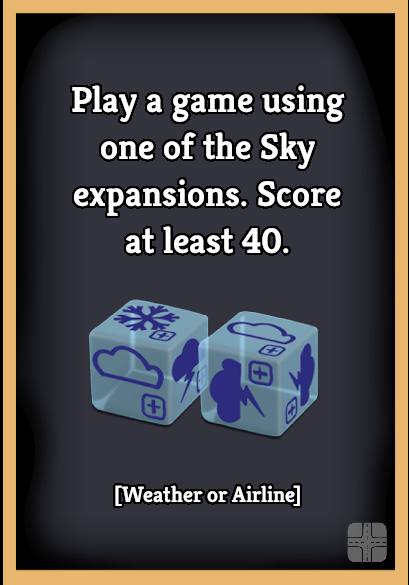 Play a game using
one of the Sky
expansions. Score
at least 40.
[Weather or Airline]